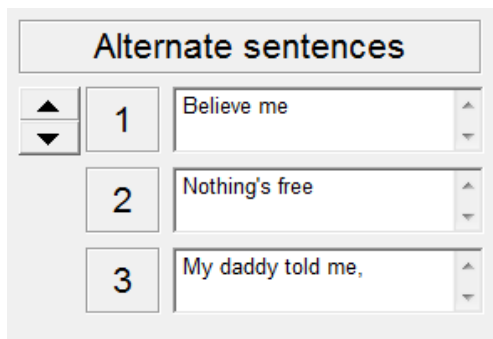 Alternate sentences
1
Believe me
2
Nothing's free
3
My daddy told me,